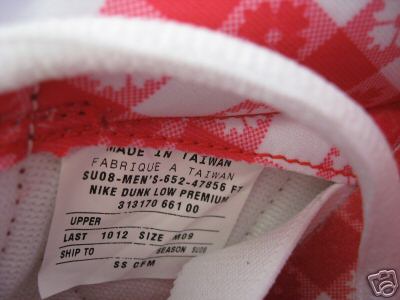 MADE IN TAIWAN
FABRIQUE A TAIWAN
SU08-MEN'S-652-47856 FT
NIKE DUNK LOW PREMIUM
313170 661 00
UPPER
LAST 1012 SIZE M09
SHIP TO SEASON SU08
SS CFM